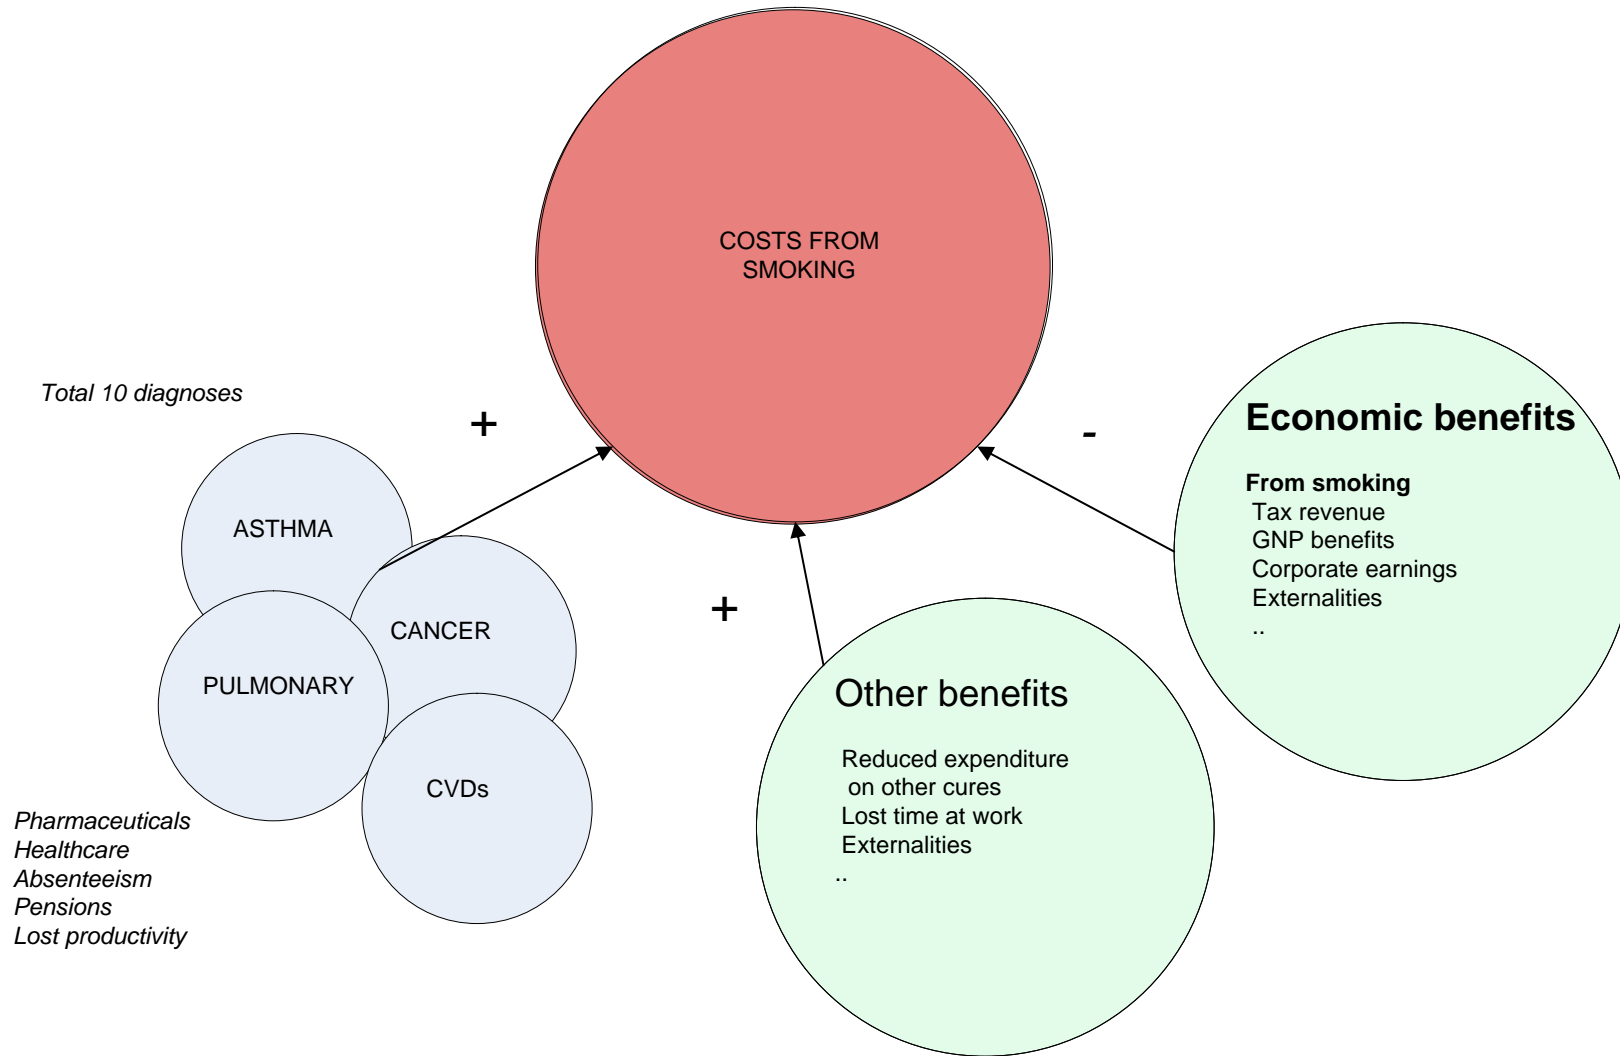 COSTS FROM
SMOKING
Total 10 diagnoses
+
-
Economic benefits
From smoking
Tax revenue
GNP benefits
Corporate earnings
Externalities
..
ASTHMA
CANCER
PULMONARY
CVDs
+
Other benefits
Reduced expenditure
on other cures
Lost time at work
Externalities
..
Pharmaceuticals
Healthcare
Absenteeism
Pensions
Lost productivity